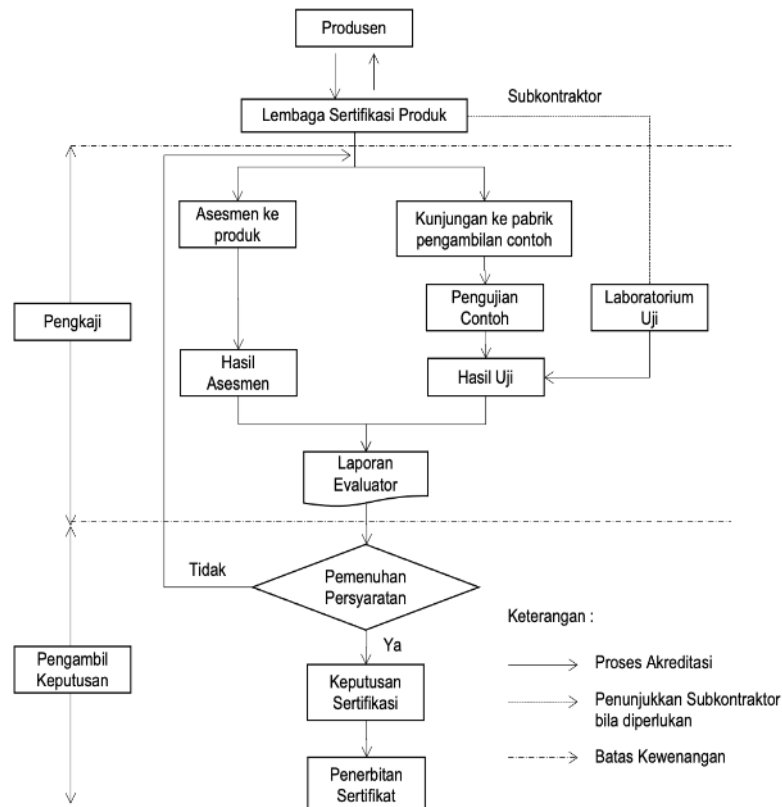 Produsen
Subkontraktor
Lembaga Sertifikasi Produk
Asesmen ke
produk
Kunjungan ke pabrik
pengambilan contoh
Pengkaji
Pengujian
Contoh
Laboratorium
Uji
Hasil
Asesmen
Hasil Uji
Laporan
Evaluator
Tidak
Pemenuhan
Persyaratan
Ya
Pengambil
Keputusan
Keputusan
Sertifikasi
Penerbitan
Sertifikat
Keterangan :
Proses Akreditasi
Penunjukkan Subkontraktor
bila diperlukan
Batas Kewenangan